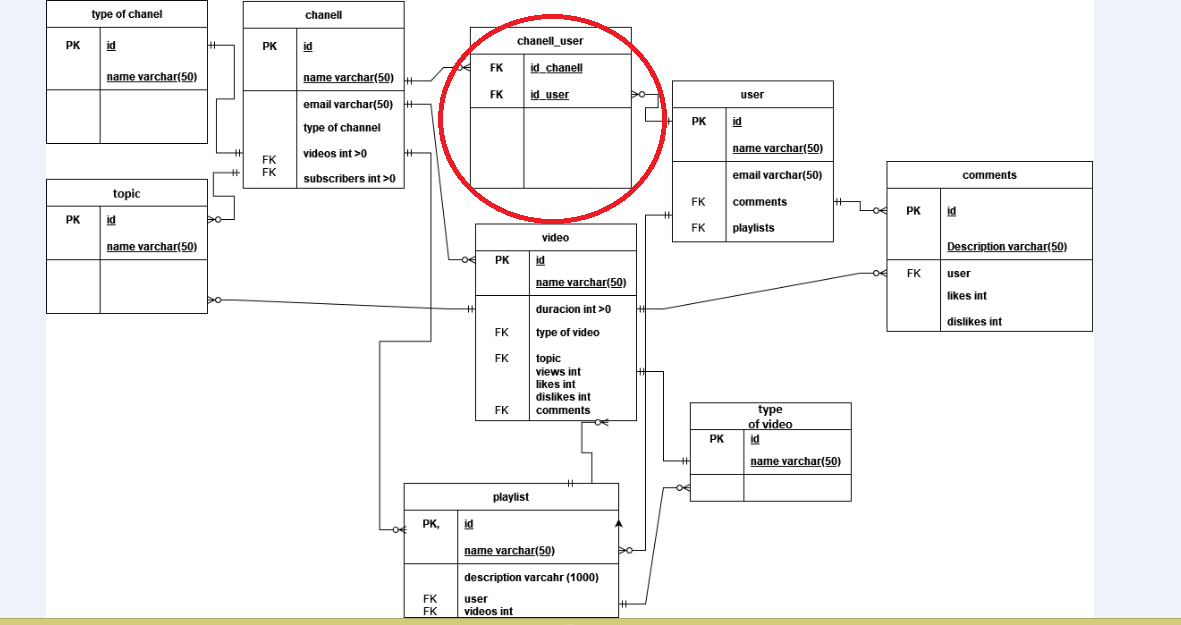 type of chanel
PK id
name varchar(50)
chanell
PK id
name varchar(50)
email varchar(50)
type of channel
FK videos int >0
FK subscribers int >0
chanell_user
FK id_chanell
FK id_user
user
PK id
name varchar(50)
email varchar(50)
FK comments
FK playlists
comments
PK id
Description varchar(50)
FK user
likes int
dislikes int
topic
PK id
name varchar(50)
video
PK id
name varchar(50)
duracion int >0
FK type of video
FK topic
views int
likes int
dislikes int
FK comments
type
of video
PK id
name varchar(50)
playlist
PK, id
name varchar(50)
description varcahr (1000)
FK user
FK videos int